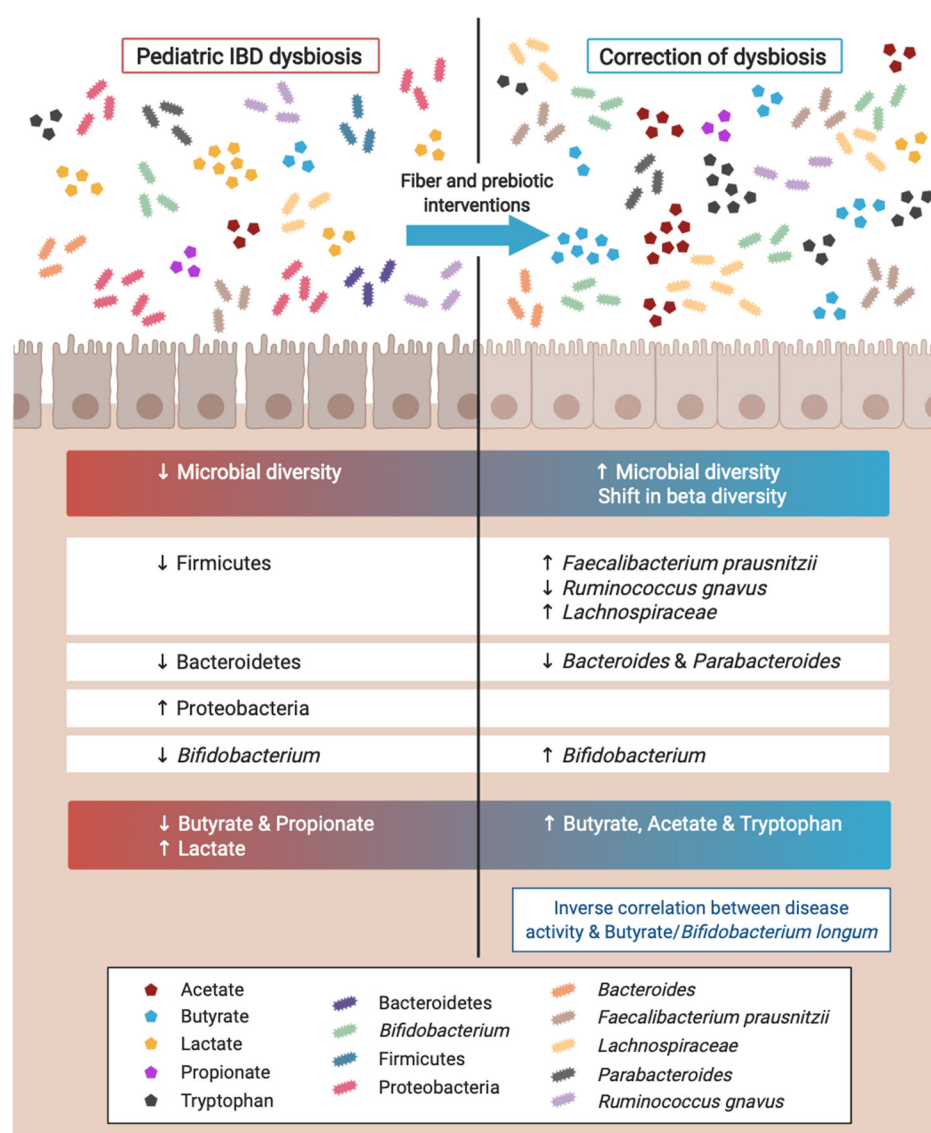 Pediatric IBD dysbiosis
Correction of dysbiosis
Fiber and prebiotic
interventions
↓ Microbial diversity
↑ Microbial diversity
Shift in beta diversity
↓ Firmicutes
↑ Faecalibacterium prausnitzii
↓ Ruminococcus gnavus
↑ Lachnospiraceae
↓ Bacteroidetes
↓ Bacteroides & Parabacteroides
↑ Proteobacteria
↓ Bifidobacterium
↑ Bifidobacterium
↓ Butyrate & Propionate
↑ Lactate
↑ Butyrate, Acetate & Tryptophan
Inverse correlation between disease
activity & Butyrate/Bifidobacterium longum
Acetate
Butyrate
Lactate
Propionate
Tryptophan
Bacteroidetes
Bifidobacterium
Firmicutes
Proteobacteria
Bacteroides
Faecalibacterium prausnitzii
Lachnospiraceae
Parabacteroides
Ruminococcus gnavus